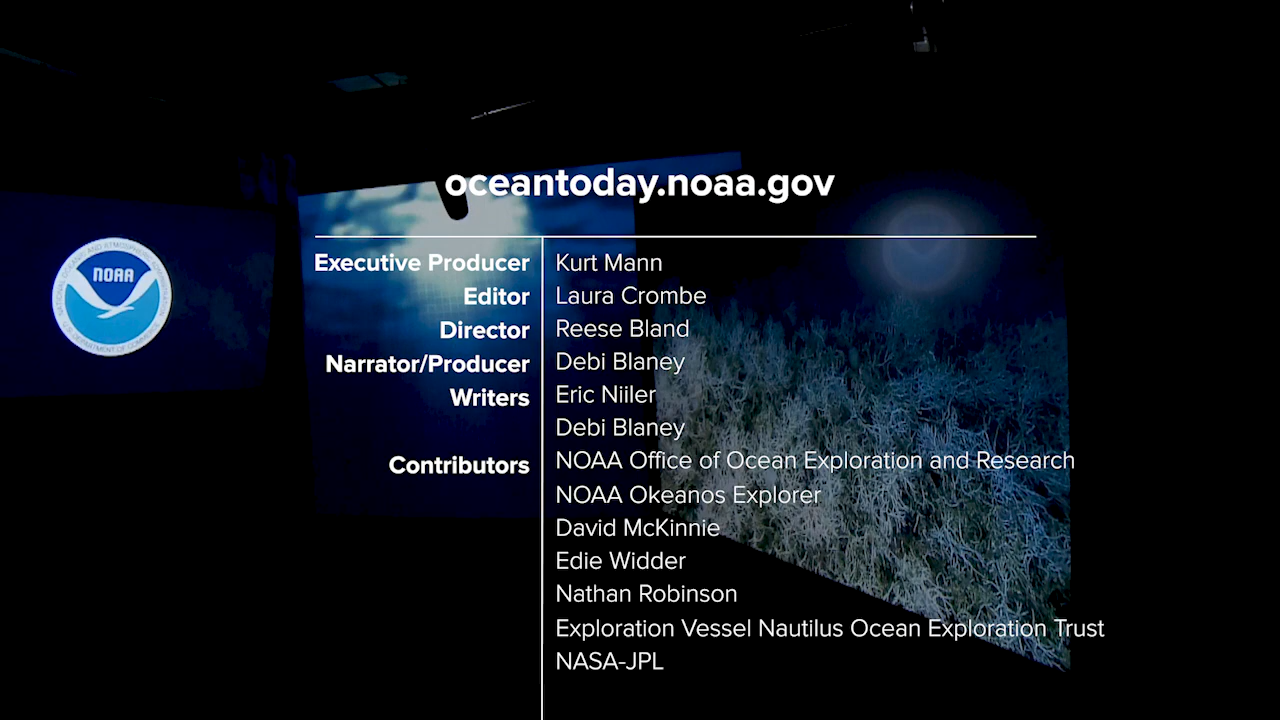 oceantoday.noaa.gov
NOAA
Executive Producer Kurt Mann
Editor Laura Crombe
Director Reese Bland
Narrator/Producer Debi Blaney
Writers Eric Niiler
Debi Blaney
Contributors NOAA Office of Ocean Exploration and Research
NOAA Okeanos Explorer
David McKinnie
Edie Widder
Nathan Robinson
Exploration Vessel Nautilus Ocean Exploration Trust
NASA-JPL